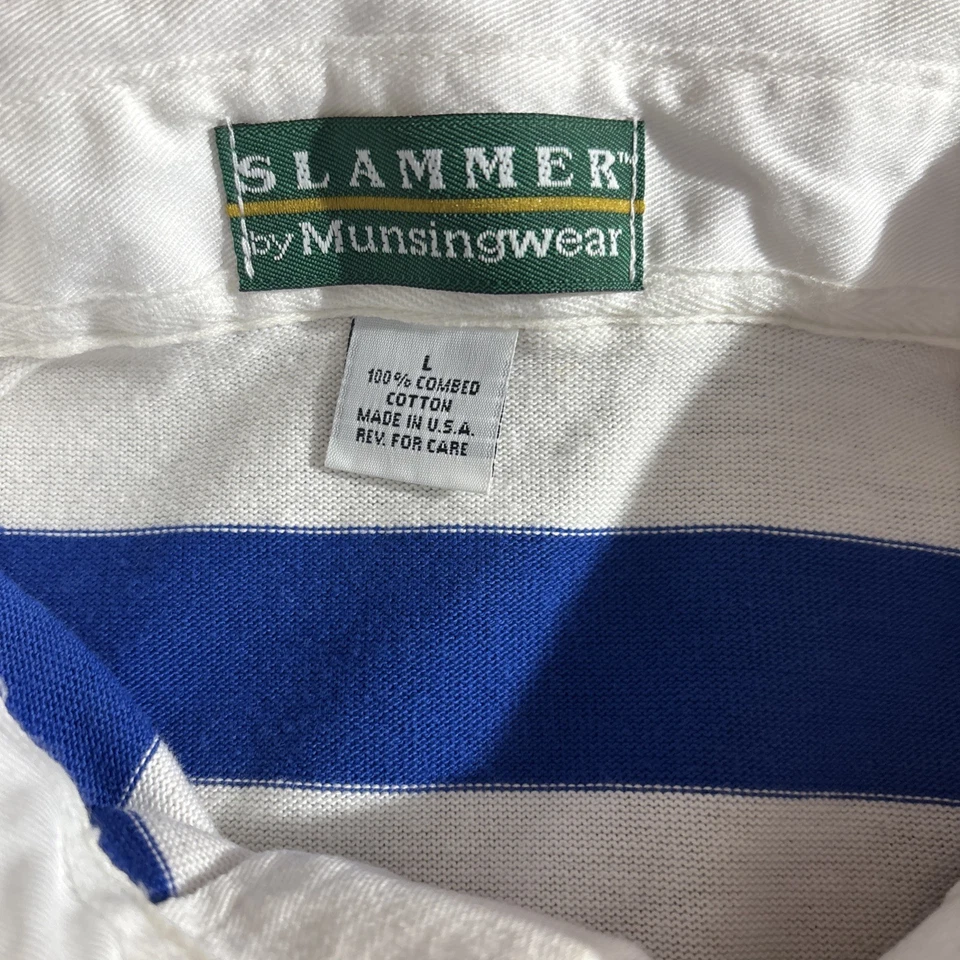 SLAMMER™
by Munsingwear
L
100% COMBED
COTTON
MADE IN U.S.A.
REV. FOR CARE